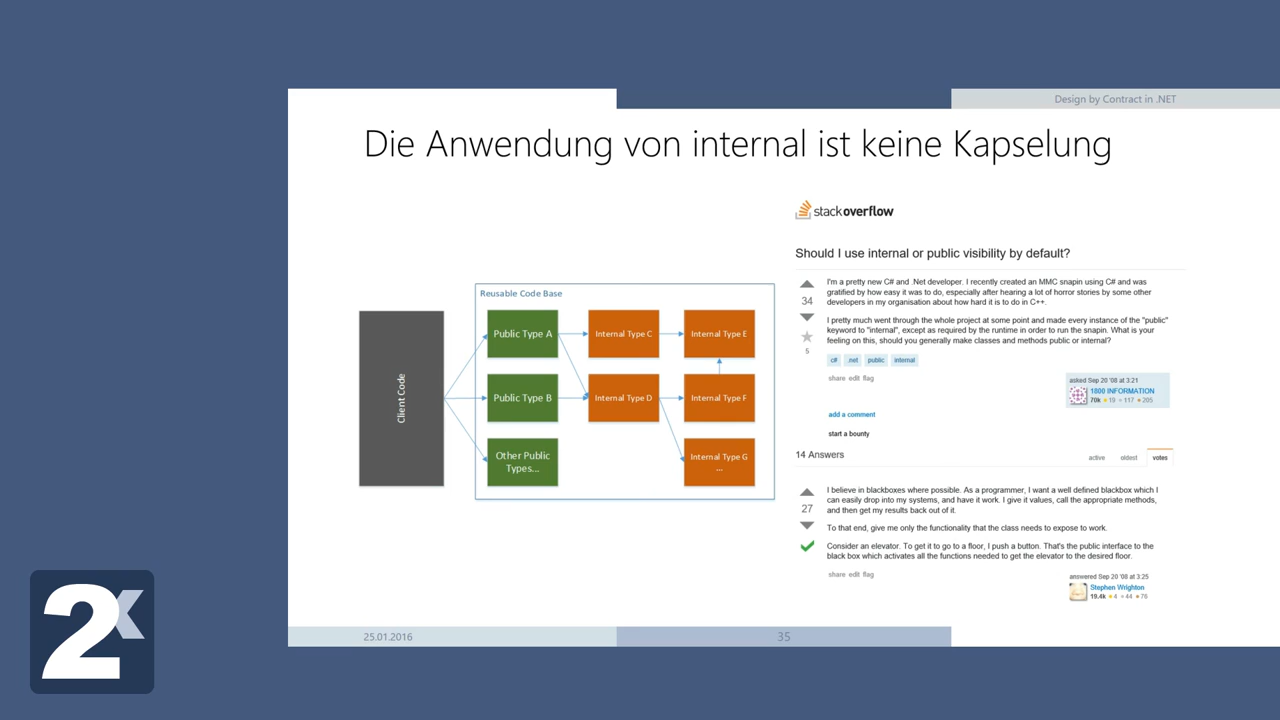 Design by Contract in .NET
Die Anwendung von internal ist keine Kapselung
Reusable Code Base
Client Code
Public Type A
Internal Type C
Internal Type E
Public Type B
Internal Type D
Internal Type F
Other Public
Types...
Internal Type G
...
stackoverflow
Should I use internal or public visibility by default?
34
5
I'm a pretty new C# and .Net developer. I recently created an MMC snapin using C# and was
gratified by how easy it was to do, especially after hearing a lot of horror stories by some other
developers in my organisation about how hard it is to do in C++.
I pretty much went through the whole project at some point and made every instance of the "public"
keyword to "internal", except as required by the runtime in order to run the snapin. What is your
feeling on this, should you generally make classes and methods public or internal?
c# .net public internal
share edit flag
asked Sep 20 '08 at 3:21
1800 INFORMATION
70k 19 117 205
add a comment
start a bounty
14 Answers
active oldest votes
27
I believe in blackboxes where possible. As a programmer, I want a well defined blackbox which I
can easily drop into my systems, and have it work. I give it values, call the appropriate methods,
and then get my results back out of it.
To that end, give me only the functionality that the class needs to expose to work.
Consider an elevator. To get it to go to a floor, I push a button. That's the public interface to the
black box which activates all the functions needed to get the elevator to the desired floor.
share edit flag
answered Sep 20 '08 at 3:25
Stephen Wrighton
19.4k 4 44 76
25.01.2016
35
2x